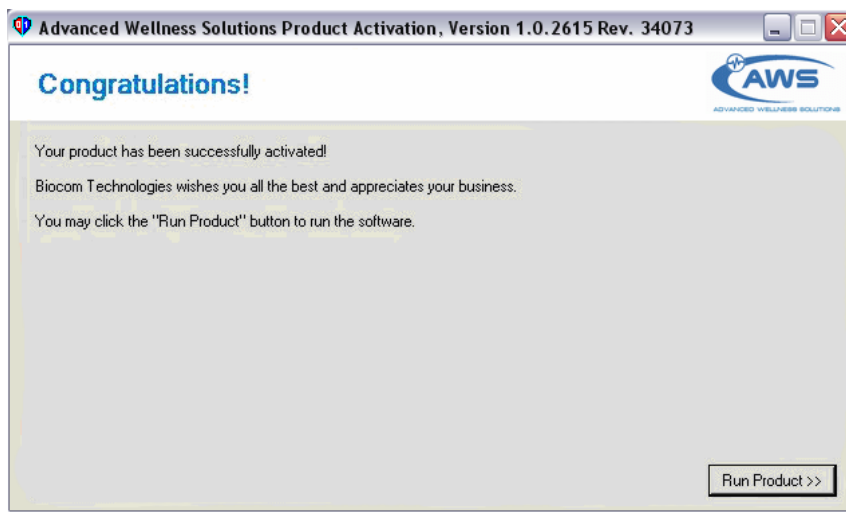 Advanced Wellness Solutions Product Activation, Version 1.0.2615 Rev. 34073
Congratulations!
AWS
ADVANCED WELLNESS SOLUTIONS
Your product has been successfully activated!
Biocom Technologies wishes you all the best and appreciates your business.
You may click the "Run Product" button to run the software.
Run Product >>